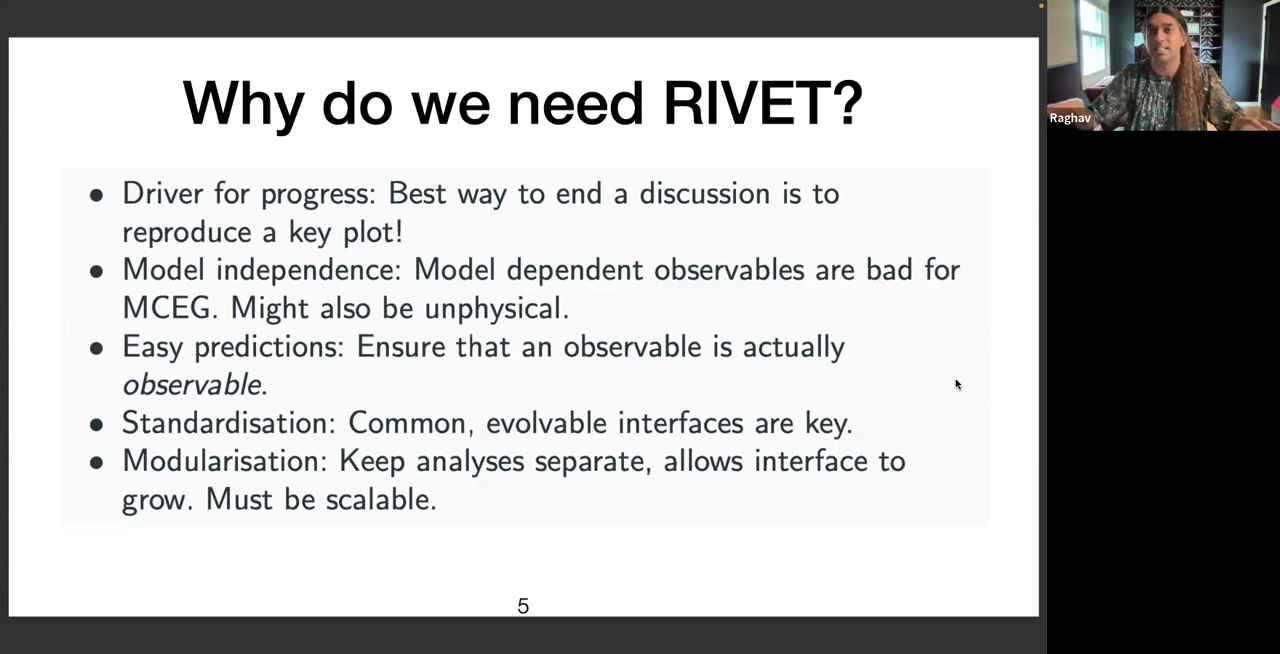 Why do we need RIVET?
• Driver for progress: Best way to end a discussion is to
reproduce a key plot!
• Model independence: Model dependent observables are bad for
MCEG. Might also be unphysical.
• Easy predictions: Ensure that an observable is actually
observable.
• Standardisation: Common, evolvable interfaces are key.
• Modularisation: Keep analyses separate, allows interface to
grow. Must be scalable.
5
Raghav